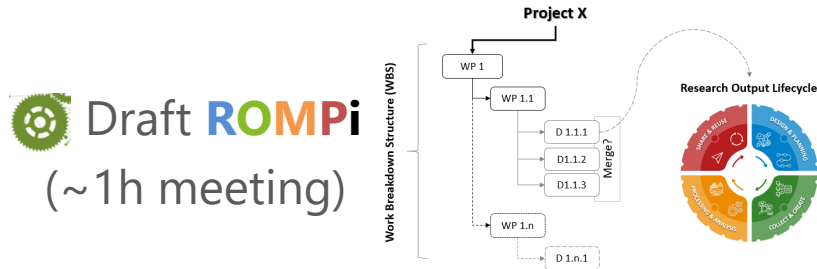 Draft ROMPi
(~1h meeting)
Work Breakdown Structure (WBS)
Project X
WP 1
WP 1.1
D 1.1.1
D1.1.2
D1.1.3
Merge?
WP 1.n
D 1.n.1
Research Output Lifecycle
SHARE & REUSE
DESIGN & PLANNING
PROCESSING & ANALYSIS
COLLECT & CREATE